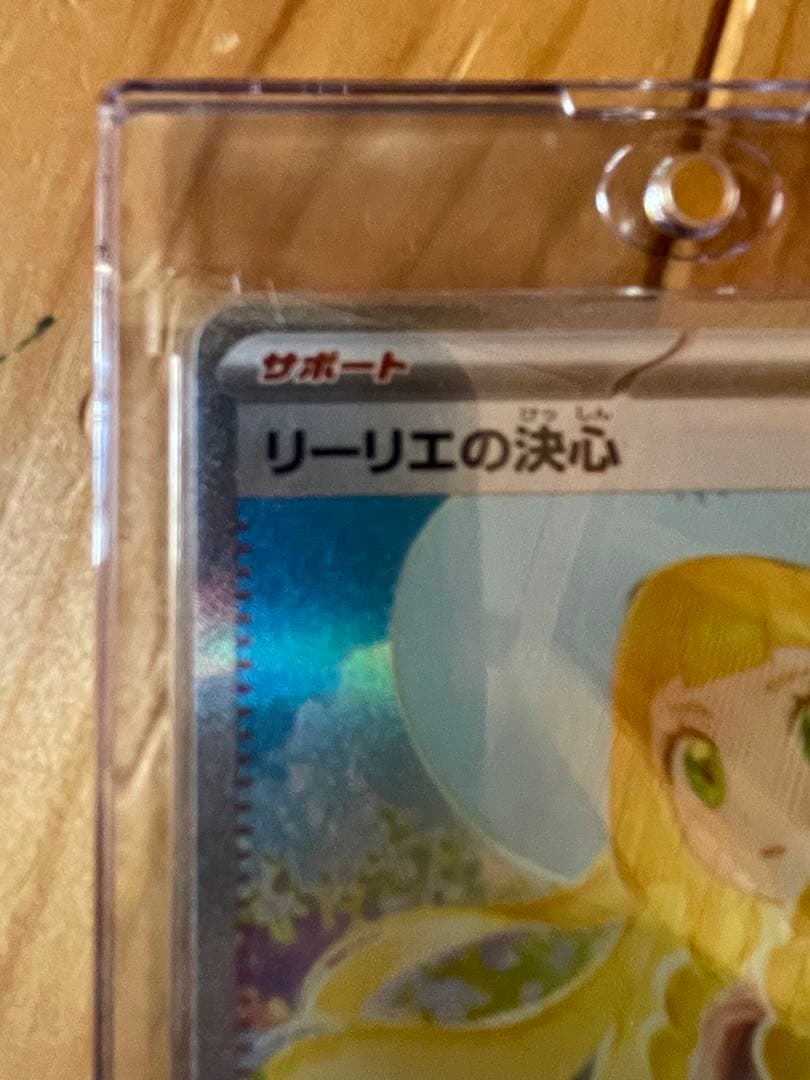 サポート
けっ しん
リーリエの決心